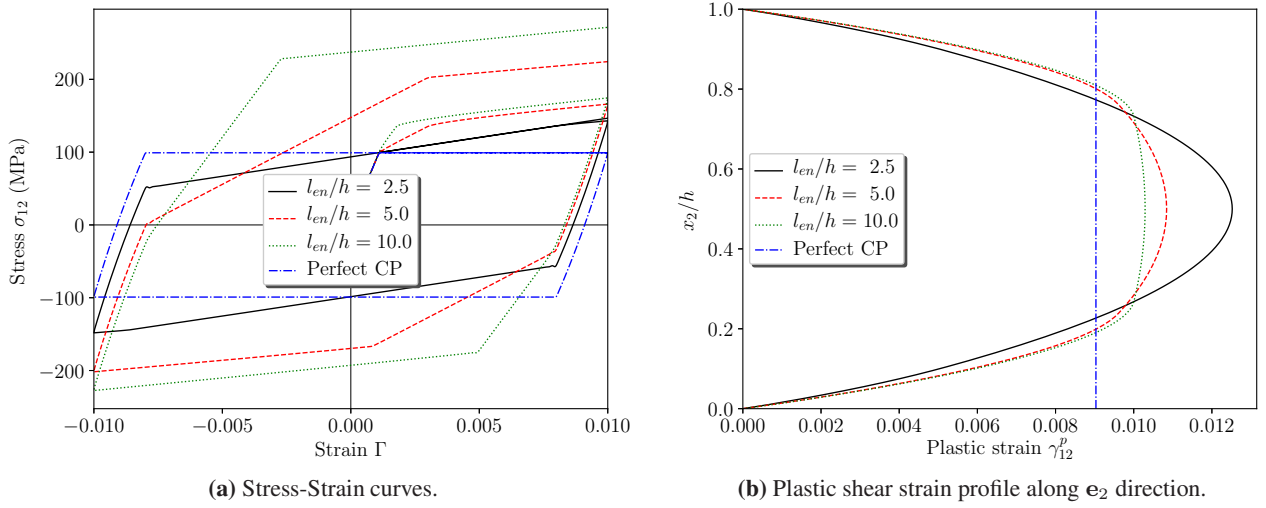 200
100
0
−100
−200
Stress σ₁₂ (MPa)
−0.010
−0.005
0.000
0.005
0.010
Strain Γ
l_en/h = 2.5
l_en/h = 5.0
l_en/h = 10.0
Perfect CP
(a) Stress-Strain curves.
1.0
0.8
0.6
0.4
0.2
0.0
x₂/h
0.000
0.002
0.004
0.006
0.008
0.010
0.012
Plastic strain γ₁₂ᵖ
l_en/h = 2.5
l_en/h = 5.0
l_en/h = 10.0
Perfect CP
(b) Plastic shear strain profile along e₂ direction.